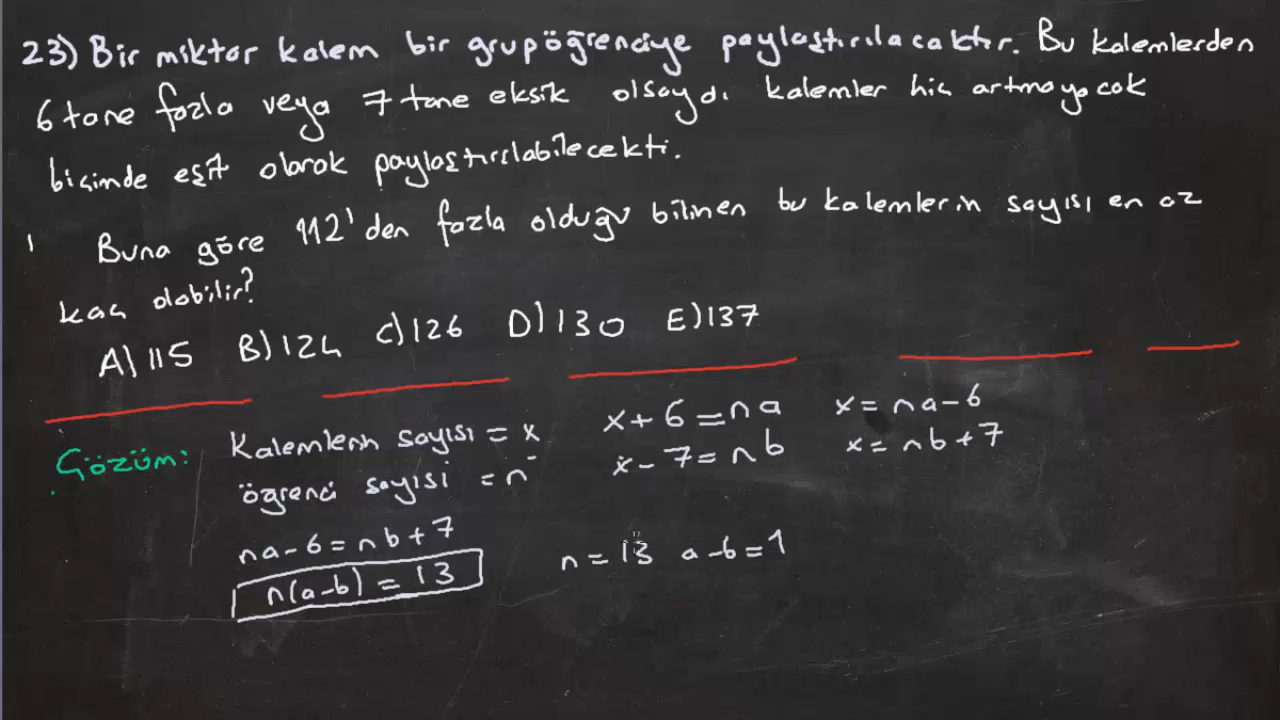 23) Bir miktar kalem bir grup öğrenciye paylaştırılacaktır. Bu kalemlerden
6 tane fazla veya 7 tane eksik olsaydı kalemler hiç artmayacak
biçimde eşit olarak paylaştırılabilecekti.
Buna göre 112'den fazla olduğu bilinen bu kalemlerin sayısı en az
kaç olabilir?
A) 115 B) 124 C) 126 D) 130 E) 137
Çözüm: Kalemlerin sayısı = x x + 6 = na x = na - 6
öğrenci sayısı = n x - 7 = nb x = nb + 7
na - 6 = nb + 7
n(a-b) = 13 n = 13 a - b = 1